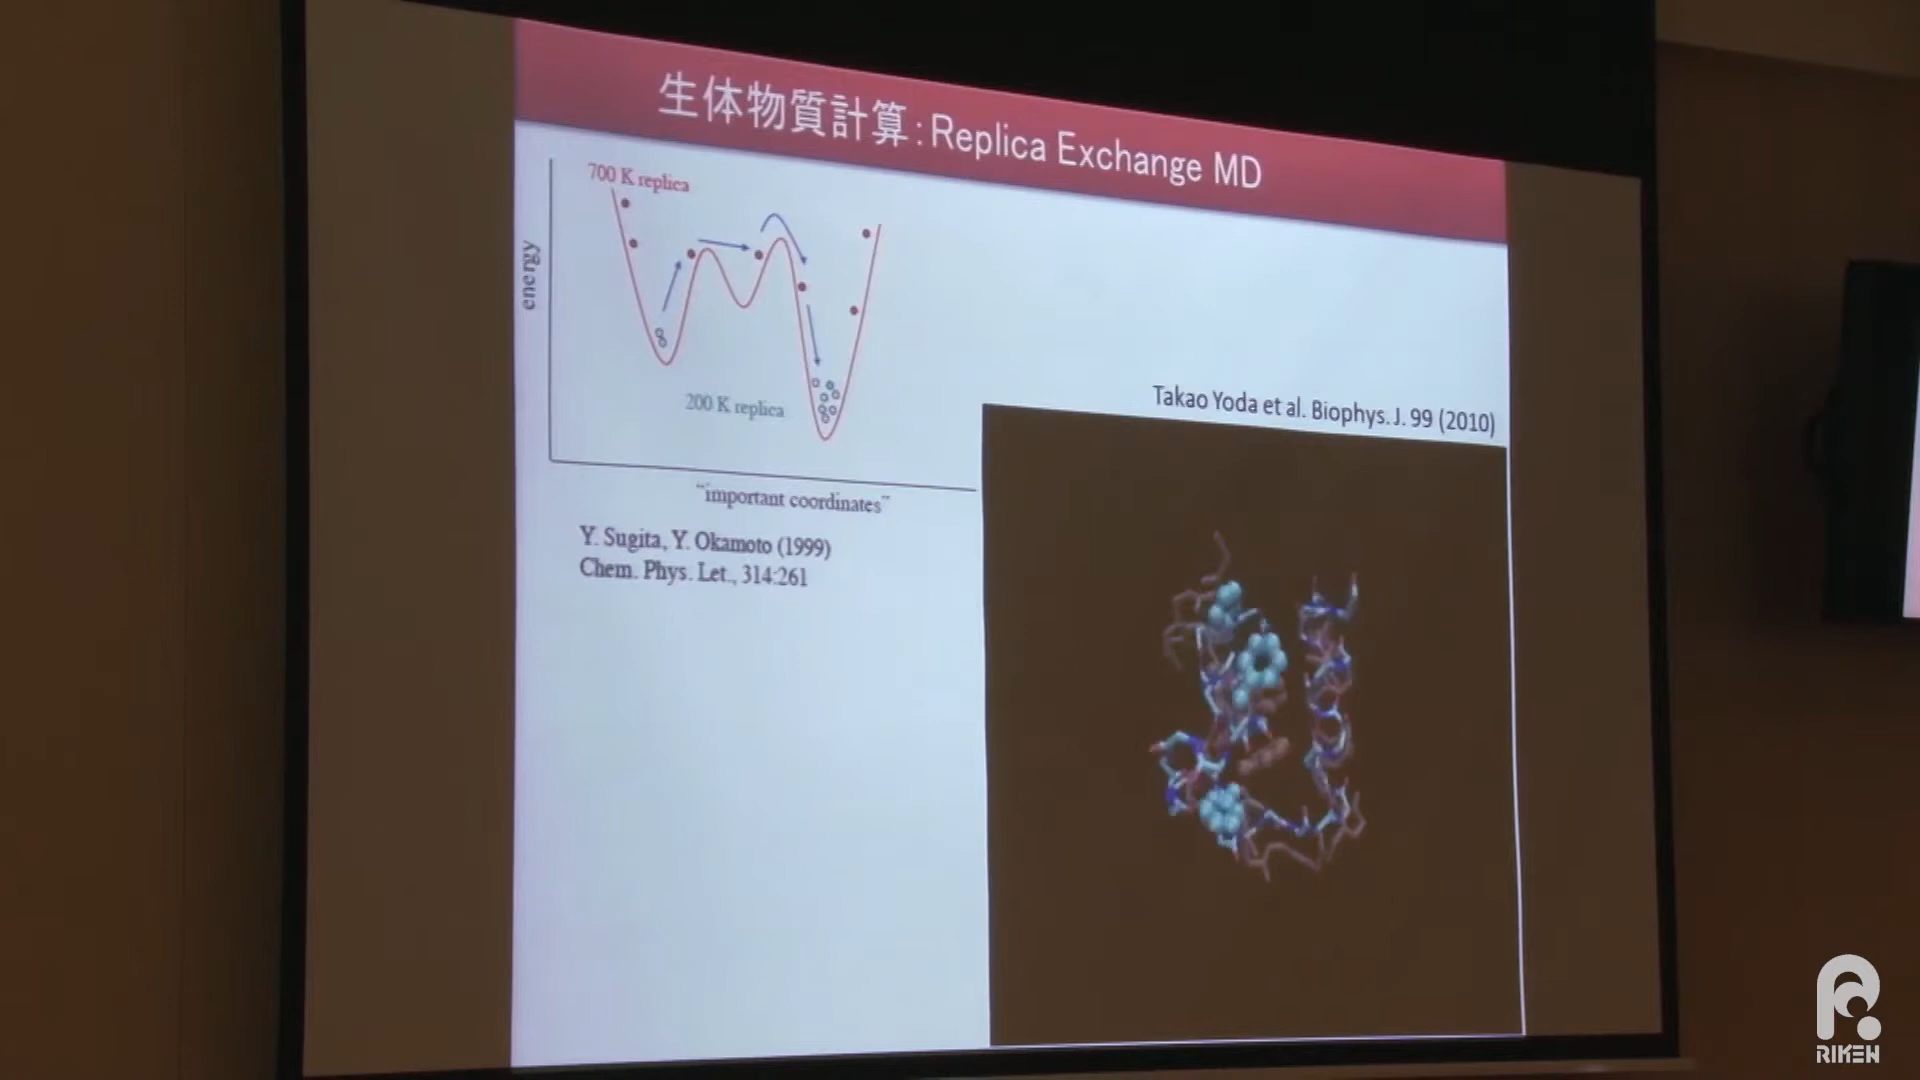 生体物質計算：Replica Exchange MD
700 K replica
energy
200 K replica
"important coordinates"
Y. Sugita, Y. Okamoto (1999)
Chem. Phys. Let., 314:261
Takao Yoda et al. Biophys. J. 99 (2010)
RIKEN